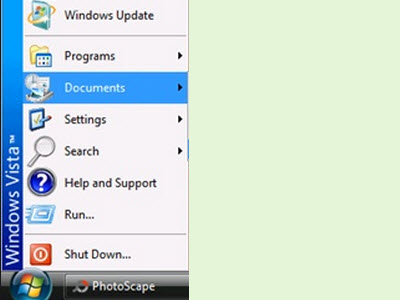 Windows Update
Programs
Documents
Settings
Search
Help and Support
Run...
Shut Down...
Windows Vista™
PhotoScape